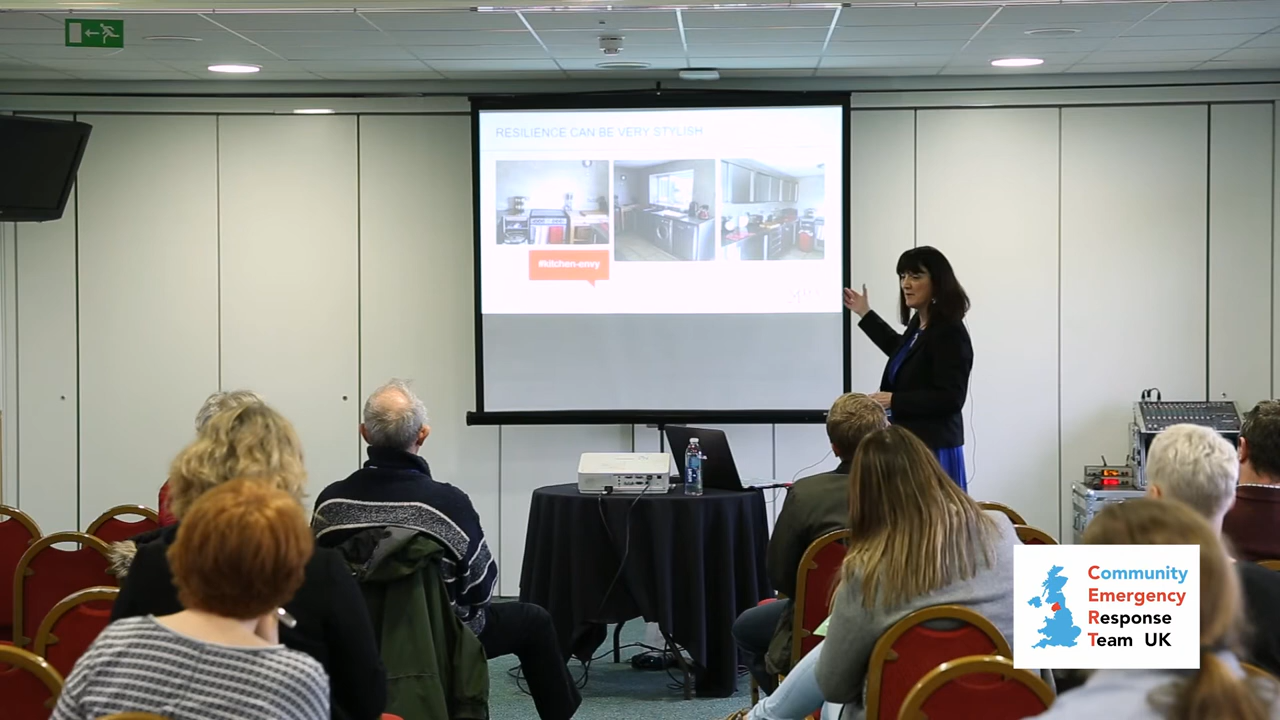 RESILIENCE CAN BE VERY STYLISH
#kitchen-envy
Community
Emergency
Response
Team UK